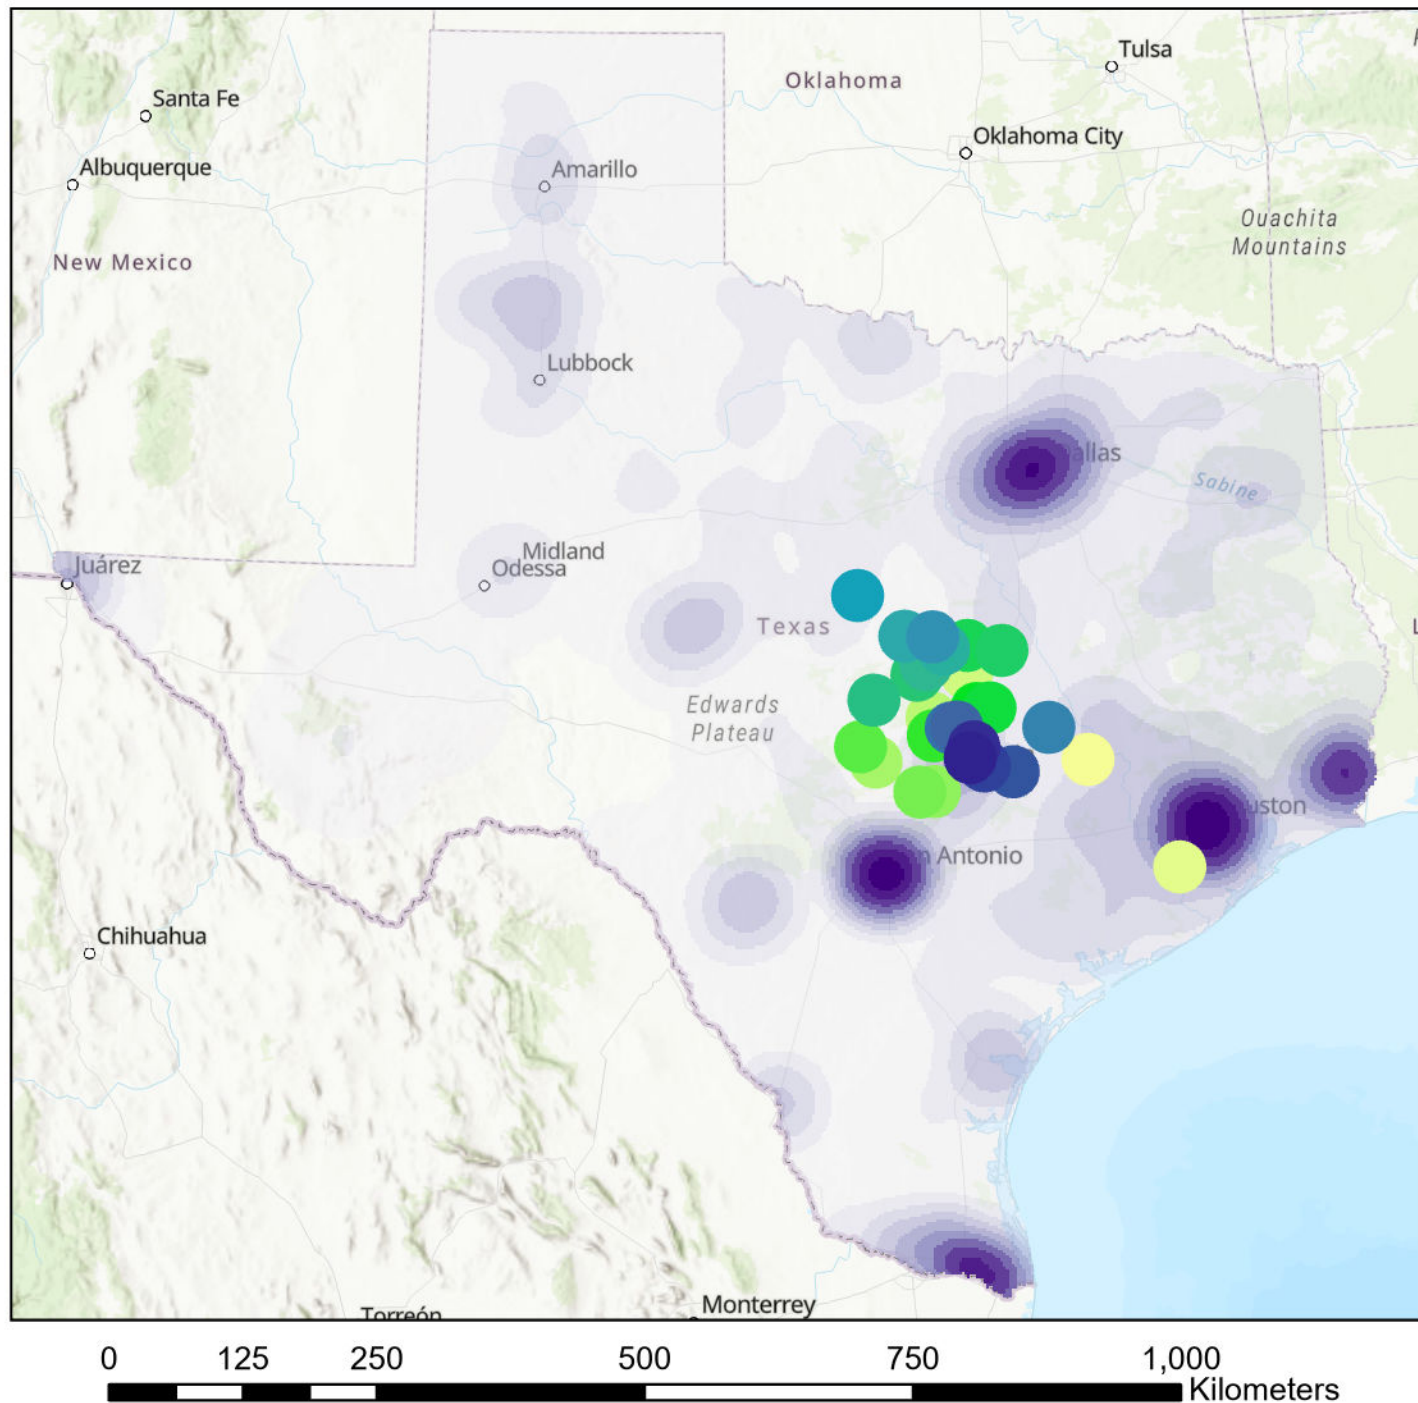 Tulsa
Oklahoma
Santa Fe
Oklahoma City
Albuquerque
Amarillo
Ouachita
Mountains
New Mexico
Lubbock
allas
Sabine
Midland
Odessa
Juárez
Texas
Edwards
Plateau
uston
n Antonio
Chihuahua
Monterrey
Torreón
0 125 250 500 750 1,000
Kilometers